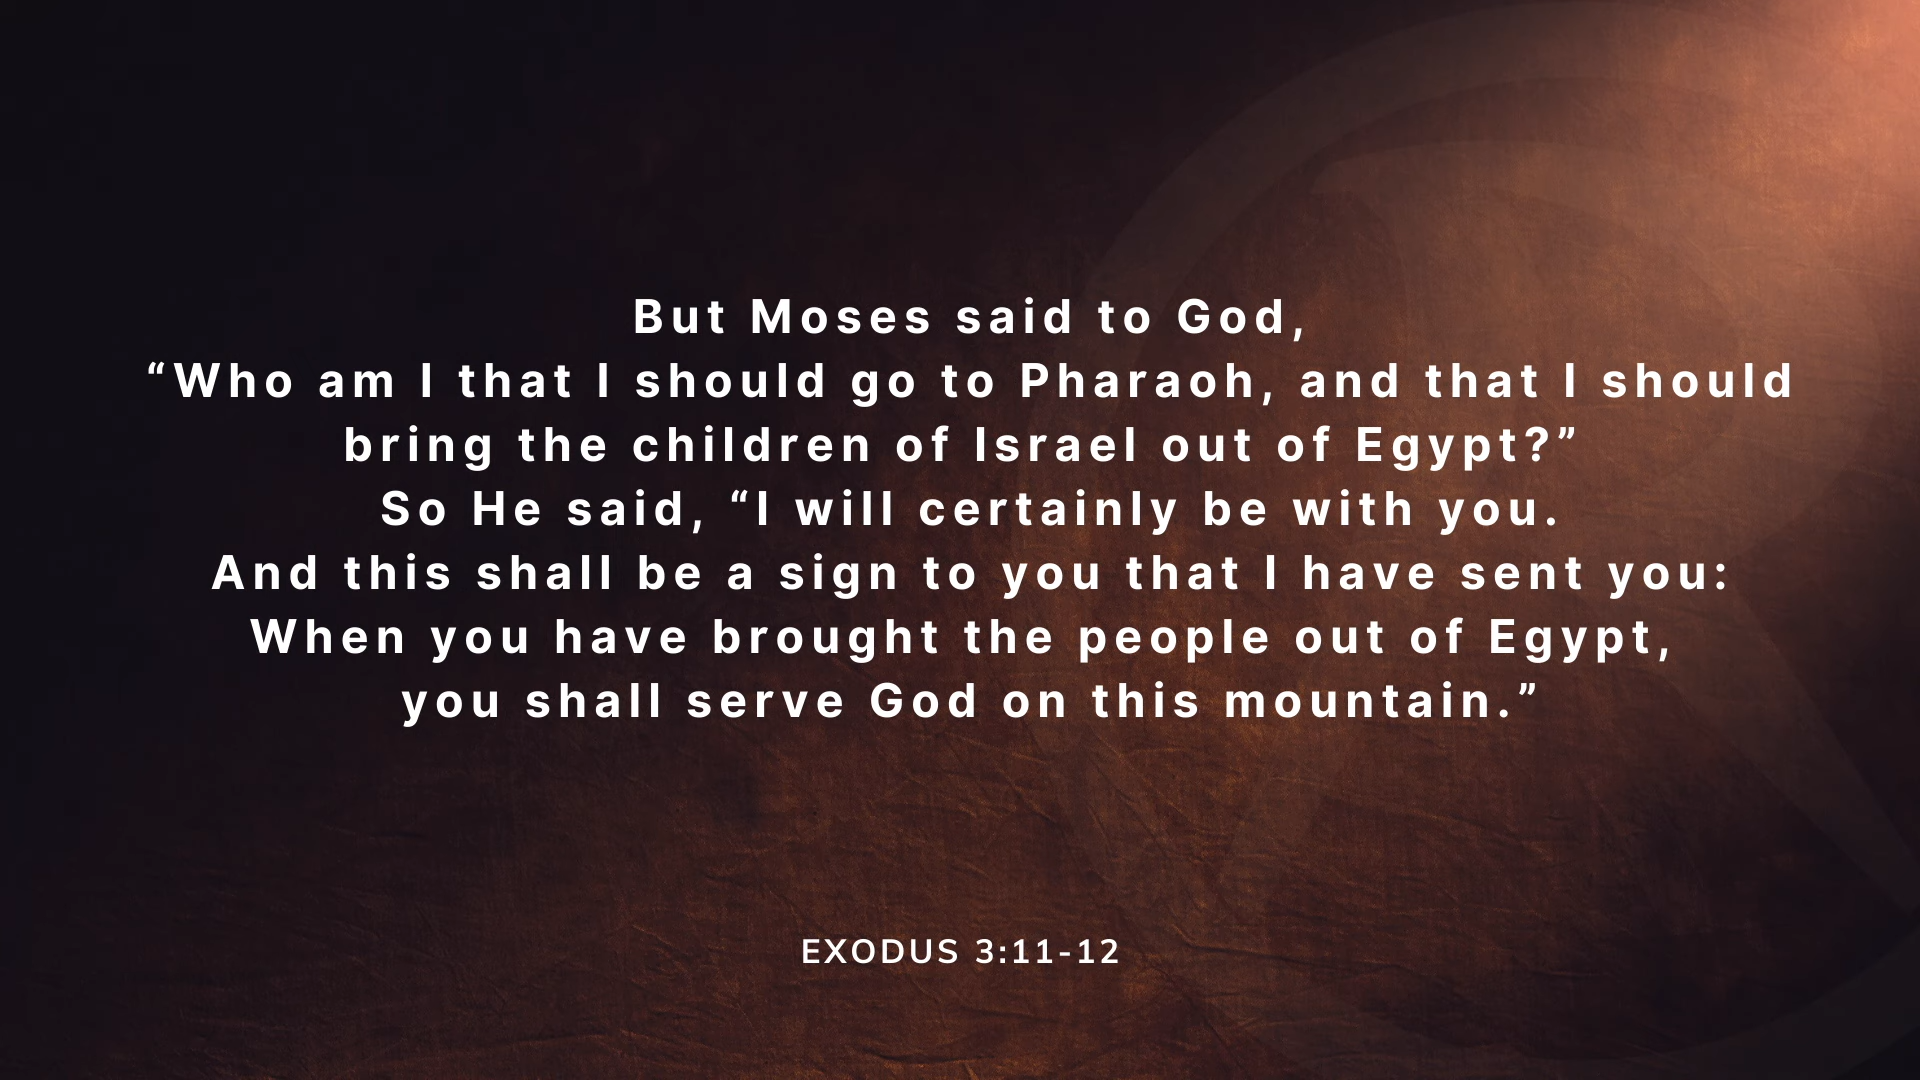 But Moses said to God,
“Who am I that I should go to Pharaoh, and that I should
bring the children of Israel out of Egypt?”
So He said, “I will certainly be with you.
And this shall be a sign to you that I have sent you:
When you have brought the people out of Egypt,
you shall serve God on this mountain.”
EXODUS 3:11-12